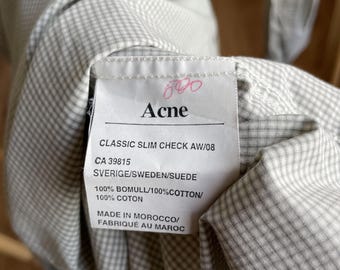 Acne
CLASSIC SLIM CHECK AW/08
CA 39815
SVERIGE/SWEDEN/SUEDE
100% BOMULL/100%COTTON/
100% COTON
MADE IN MOROCCO/
FABRIQUÉ AU MAROC